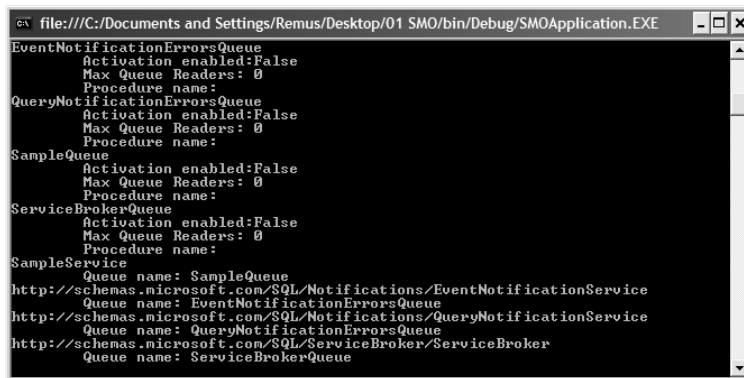 file:///C:/Documents and Settings/Remus/Desktop/01 SMO/bin/Debug/SMOApplication.EXE
EventNotificationErrorsQueue
Activation enabled:False
Max Queue Readers: 0
Procedure name:
QueryNotificationErrorsQueue
Activation enabled:False
Max Queue Readers: 0
Procedure name:
SampleQueue
Activation enabled:False
Max Queue Readers: 0
Procedure name:
ServiceBrokerQueue
Activation enabled:False
Max Queue Readers: 0
Procedure name:
SampleService
Queue name: SampleQueue
http://schemas.microsoft.com/SQL/Notifications/EventNotificationService
Queue name: EventNotificationErrorsQueue
http://schemas.microsoft.com/SQL/Notifications/QueryNotificationService
Queue name: QueryNotificationErrorsQueue
http://schemas.microsoft.com/SQL/ServiceBroker/ServiceBroker
Queue name: ServiceBrokerQueue